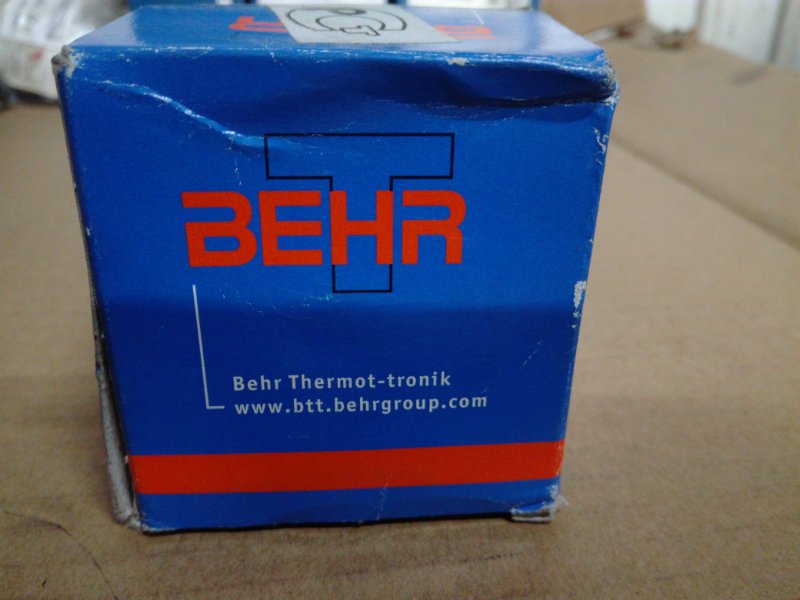 BEHR
Behr Thermot-tronik
www.btt.behrgroup.com